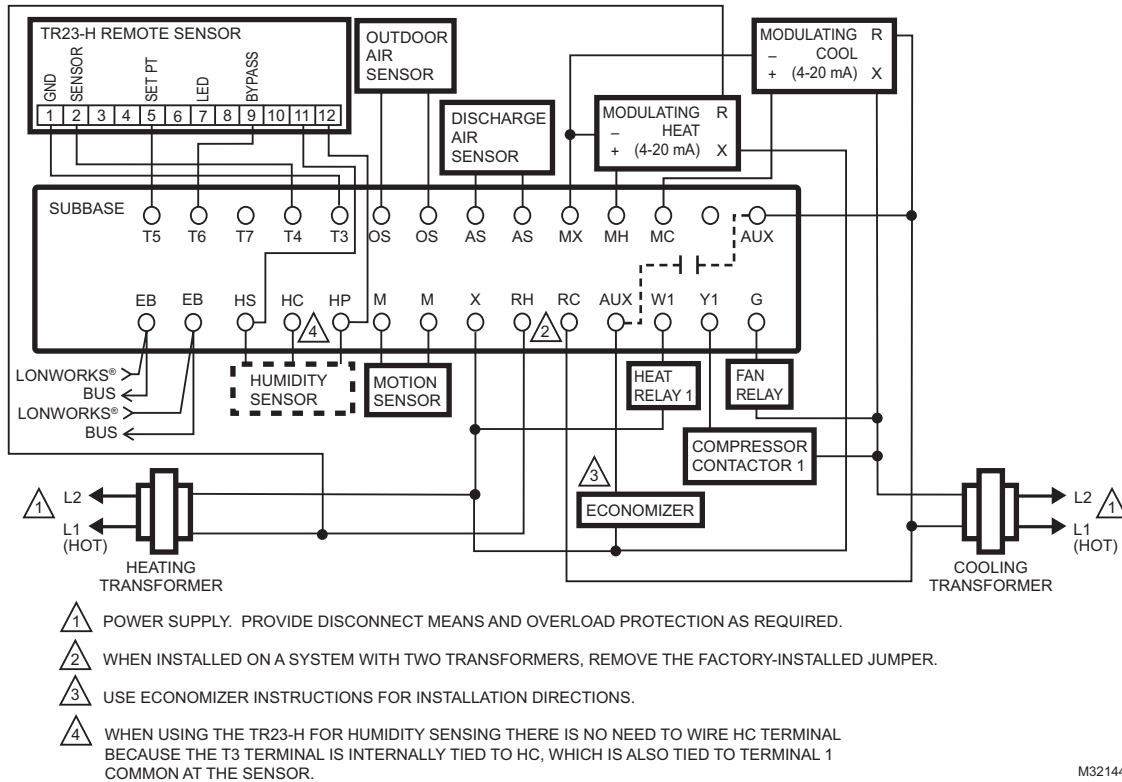 TR23-H REMOTE SENSOR
GND
SENSOR
SET PT
LED
BYPASS
1 2 3 4 5 6 7 8 9 10 11 12
OUTDOOR
AIR
SENSOR
DISCHARGE
AIR
SENSOR
MODULATING R
– HEAT
+ (4-20 mA) X
MODULATING R
– COOL
+ (4-20 mA) X
SUBBASE
T5 T6 T7 T4 T3 OS OS AS AS MX MH MC AUX
EB EB HS HC HP M M X RH RC AUX W1 Y1 G
4
2
LONWORKS®
BUS
LONWORKS®
BUS
HUMIDITY
SENSOR
MOTION
SENSOR
HEAT
RELAY 1
FAN
RELAY
COMPRESSOR
CONTACTOR 1
3
ECONOMIZER
1
L2
L1
(HOT)
HEATING
TRANSFORMER
L2
1
L1
(HOT)
COOLING
TRANSFORMER
1 POWER SUPPLY. PROVIDE DISCONNECT MEANS AND OVERLOAD PROTECTION AS REQUIRED.
2 WHEN INSTALLED ON A SYSTEM WITH TWO TRANSFORMERS, REMOVE THE FACTORY-INSTALLED JUMPER.
3 USE ECONOMIZER INSTRUCTIONS FOR INSTALLATION DIRECTIONS.
4 WHEN USING THE TR23-H FOR HUMIDITY SENSING THERE IS NO NEED TO WIRE HC TERMINAL
BECAUSE THE T3 TERMINAL IS INTERNALLY TIED TO HC, WHICH IS ALSO TIED TO TERMINAL 1
COMMON AT THE SENSOR.
M32144